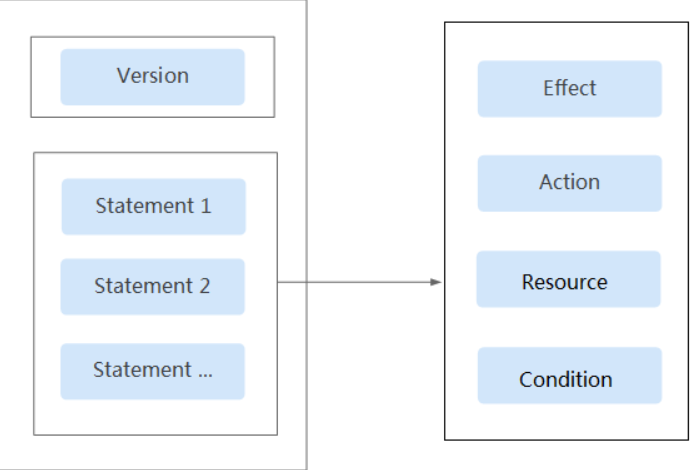 Version
Statement 1
Statement 2
Statement ...
Effect
Action
Resource
Condition